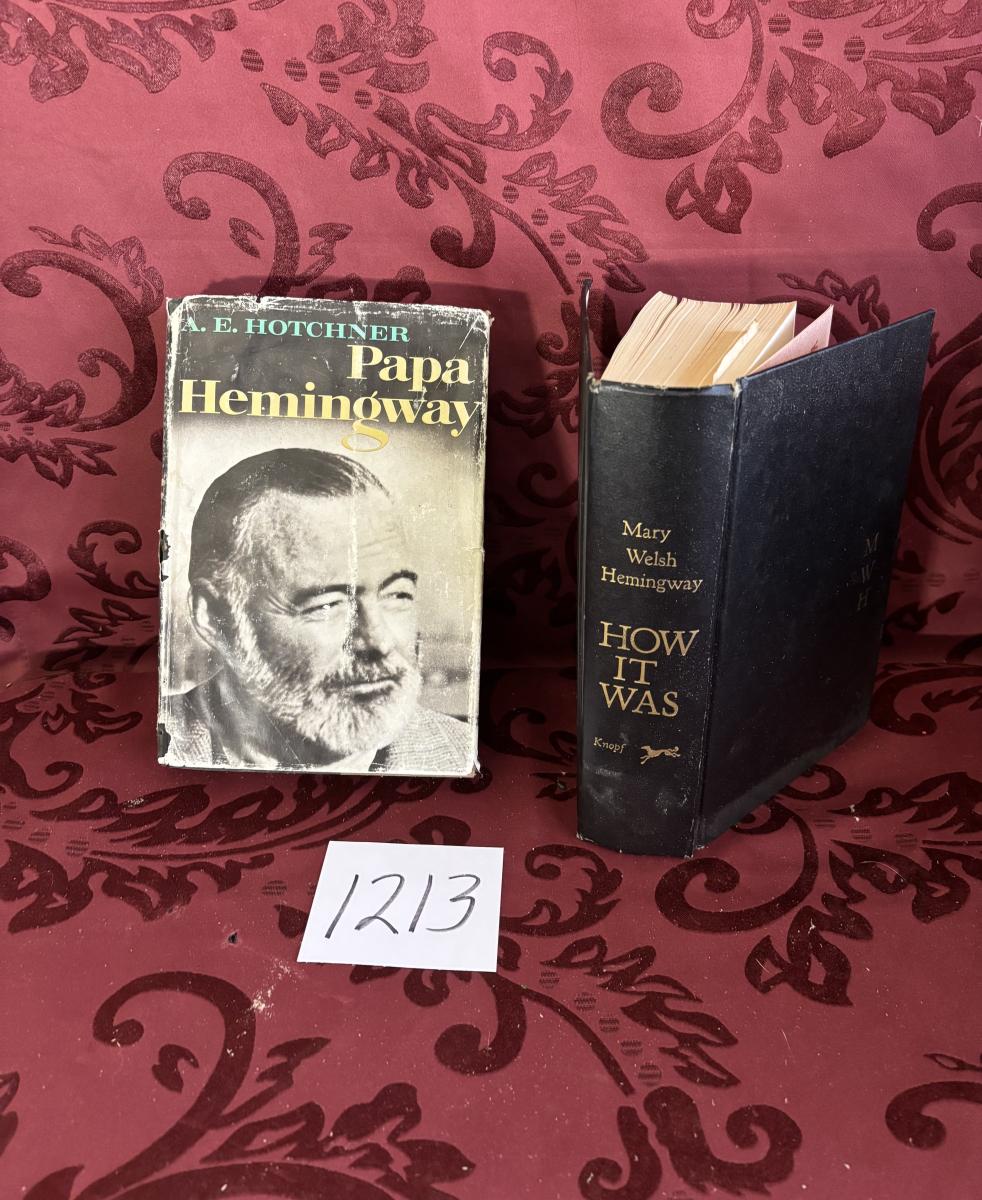 A. E. HOTCHNER
Papa
Hemingway
Mary
Welsh
Hemingway
HOW
IT
WAS
Knopf
M
W
H
1213